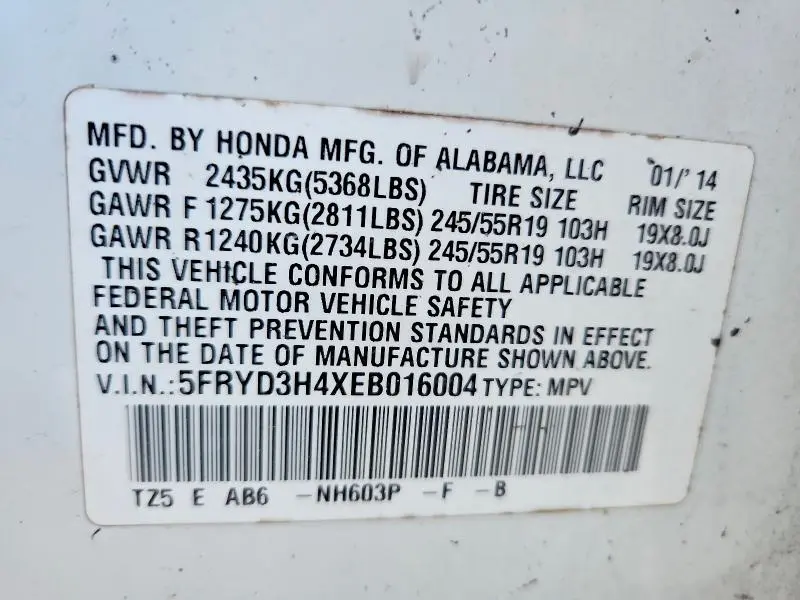 MFD. BY HONDA MFG. OF ALABAMA, LLC 01/'14
GVWR 2435KG(5368LBS) TIRE SIZE RIM SIZE
GAWR F 1275KG(2811LBS) 245/55R19 103H 19X8.0J
GAWR R 1240KG(2734LBS) 245/55R19 103H 19X8.0J
THIS VEHICLE CONFORMS TO ALL APPLICABLE
FEDERAL MOTOR VEHICLE SAFETY
AND THEFT PREVENTION STANDARDS IN EFFECT
ON THE DATE OF MANUFACTURE SHOWN ABOVE.
V.I.N.: 5FRYD3H4XEB016004 TYPE: MPV
TZ5 E AB6 -NH603P -F -B